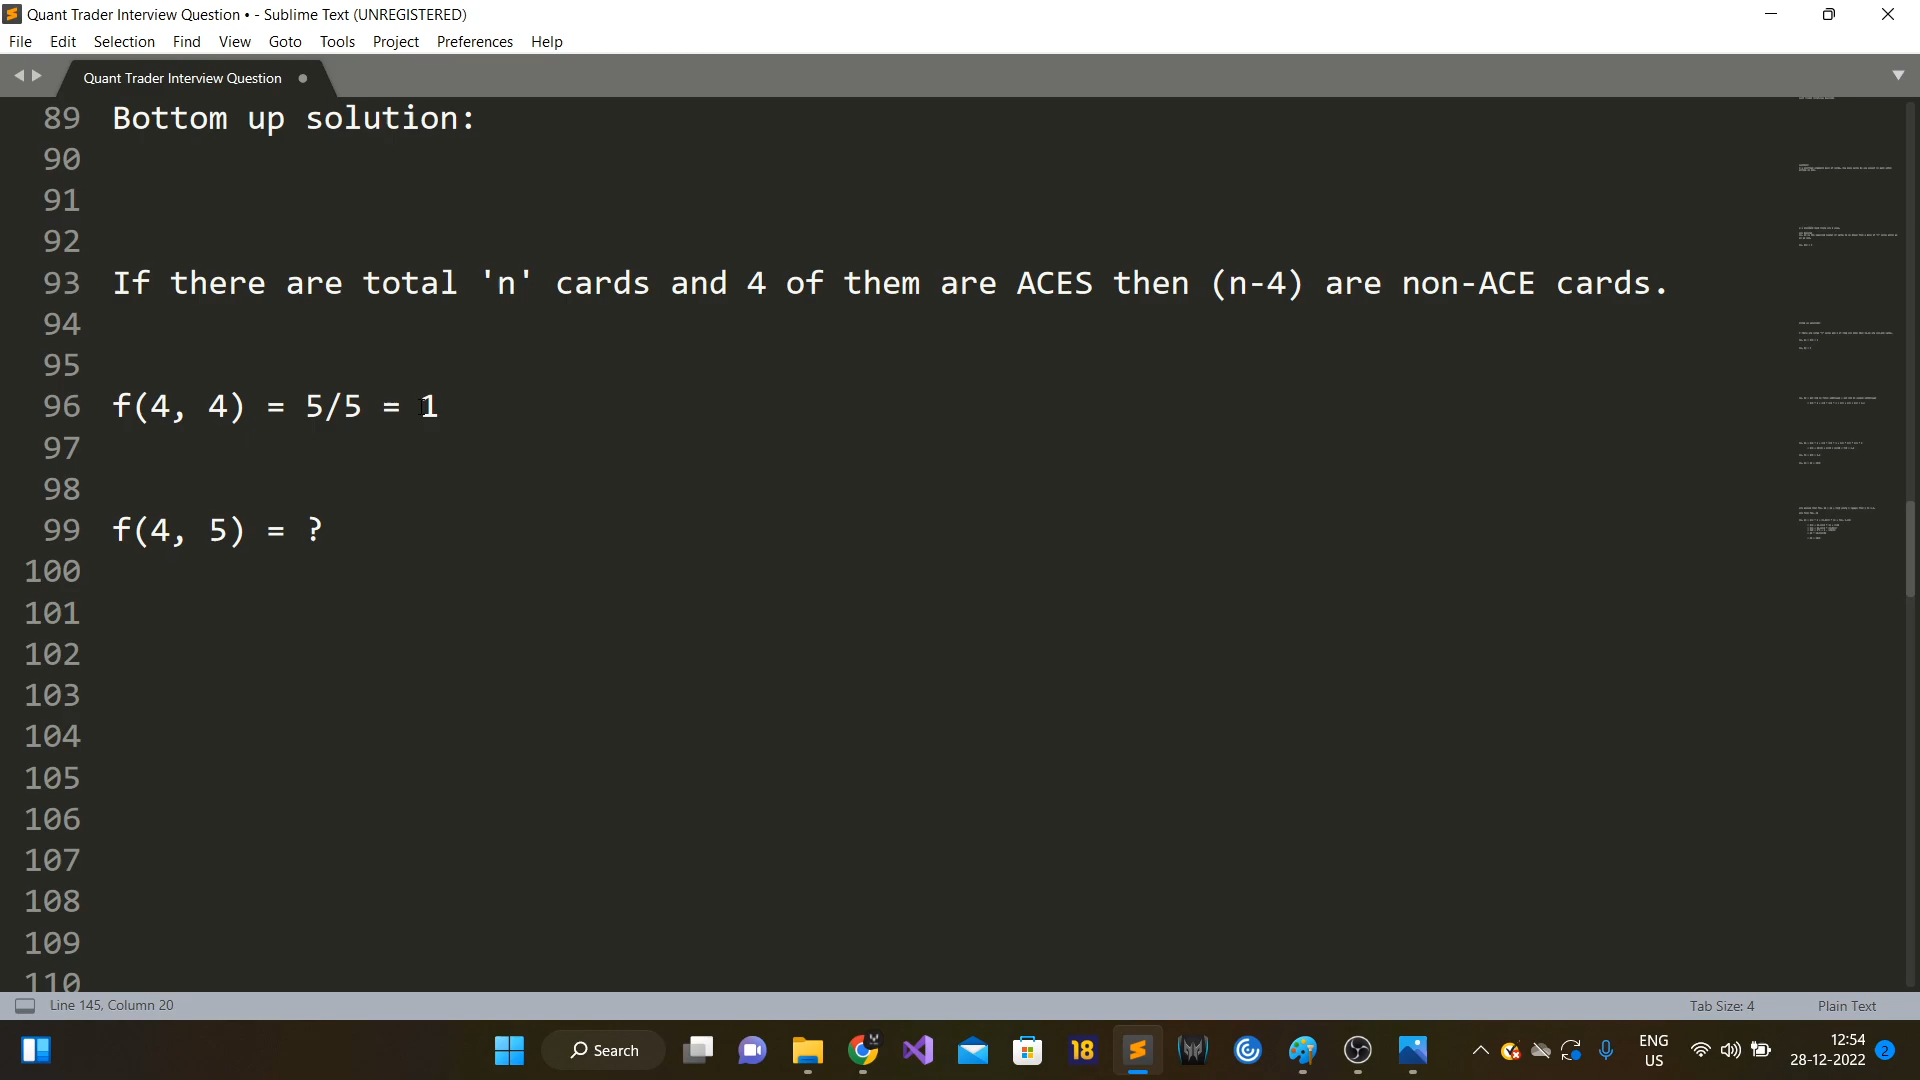 Quant Trader Interview Question • - Sublime Text (UNREGISTERED)
File Edit Selection Find View Goto Tools Project Preferences Help
Quant Trader Interview Question
89 Bottom up solution:
90
91
92
93 If there are total 'n' cards and 4 of them are ACES then (n-4) are non-ACE cards.
94
95
96 f(4, 4) = 5/5 = 1
97
98
99 f(4, 5) = ?
100
101
102
103
104
105
106
107
108
109
110
Line 145, Column 20
Tab Size: 4
Plain Text
Search
18
ENG
US
12:54
28-12-2022
2